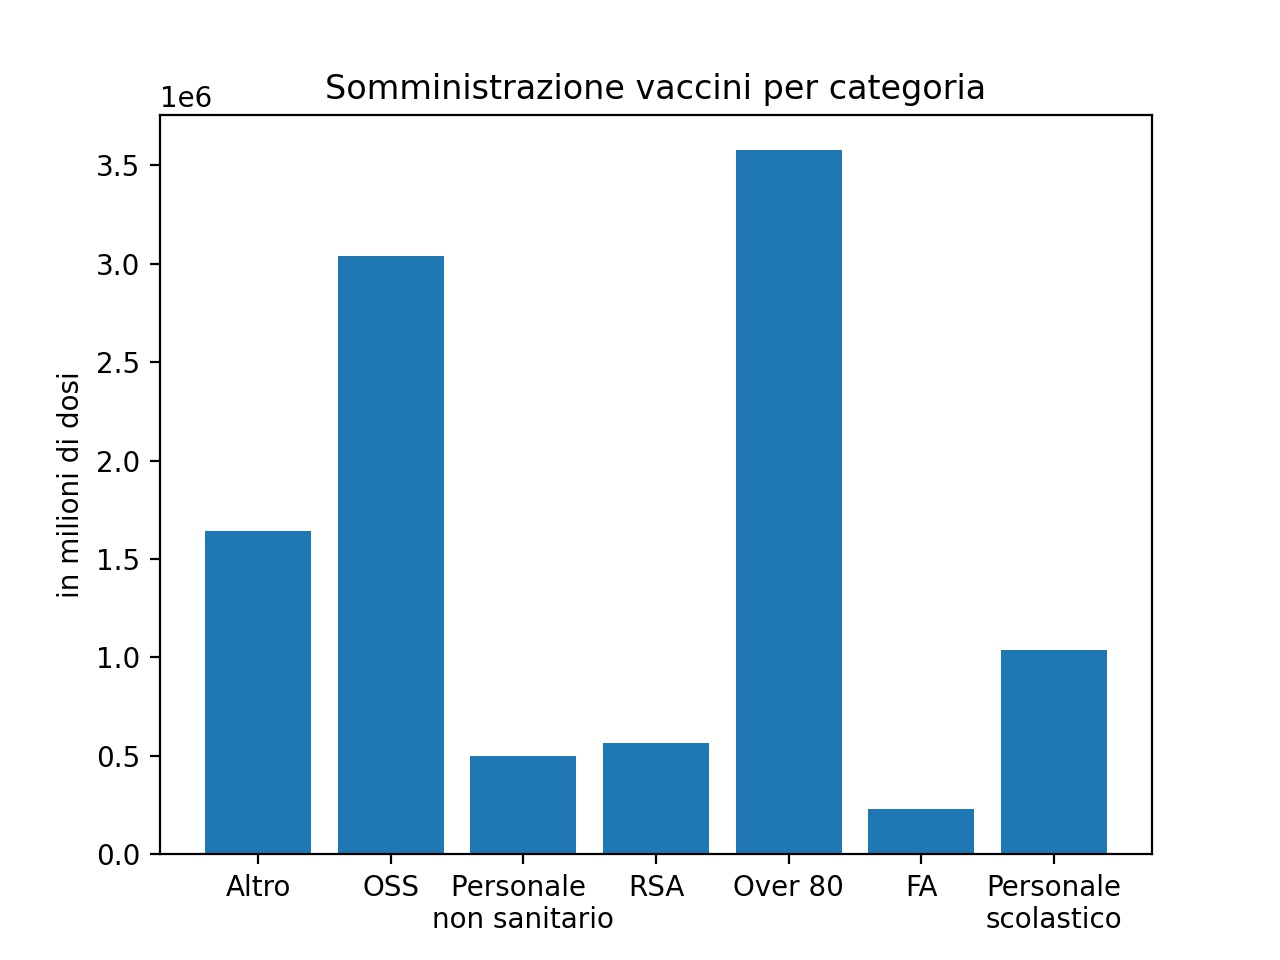 Somministrazione vaccini per categoria
1e6
in milioni di dosi
3.5
3.0
2.5
2.0
1.5
1.0
0.5
0.0
Altro
OSS
Personale
non sanitario
RSA
Over 80
FA
Personale
scolastico